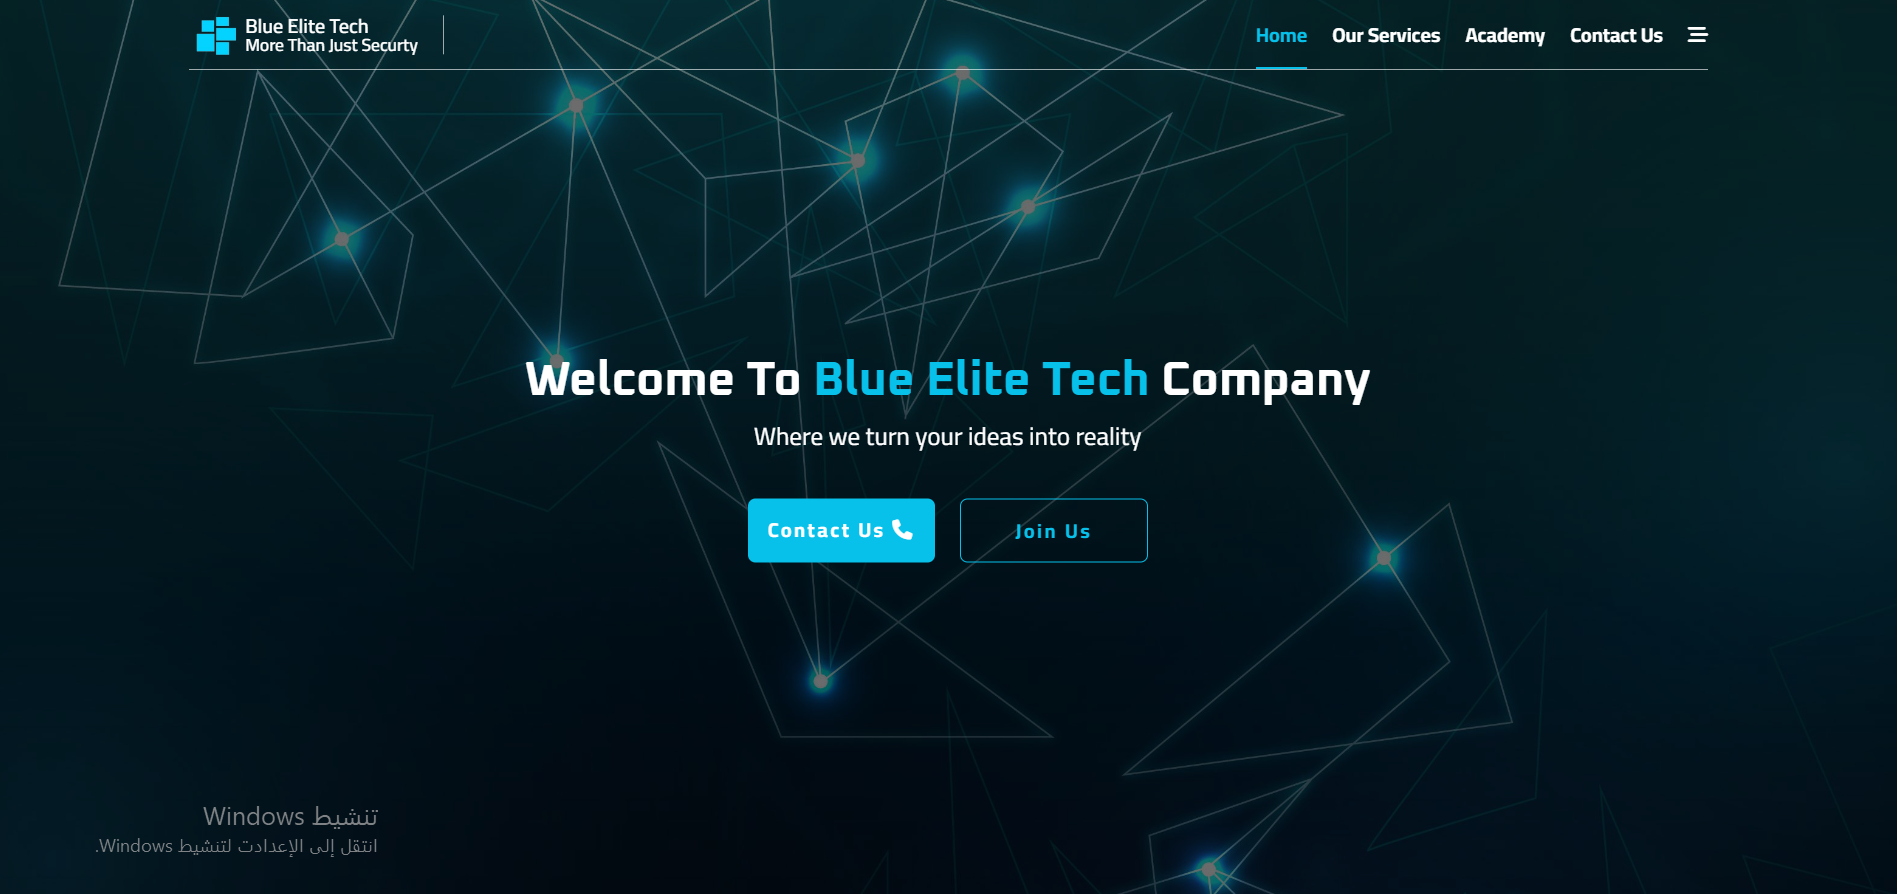 Blue Elite Tech
More Than Just Securty
Home
Our Services
Academy
Contact Us
Welcome To Blue Elite Tech Company
Where we turn your ideas into reality
Contact Us
Join Us
تنشيط Windows
انتقل إلى الإعدادت لتنشيط Windows.